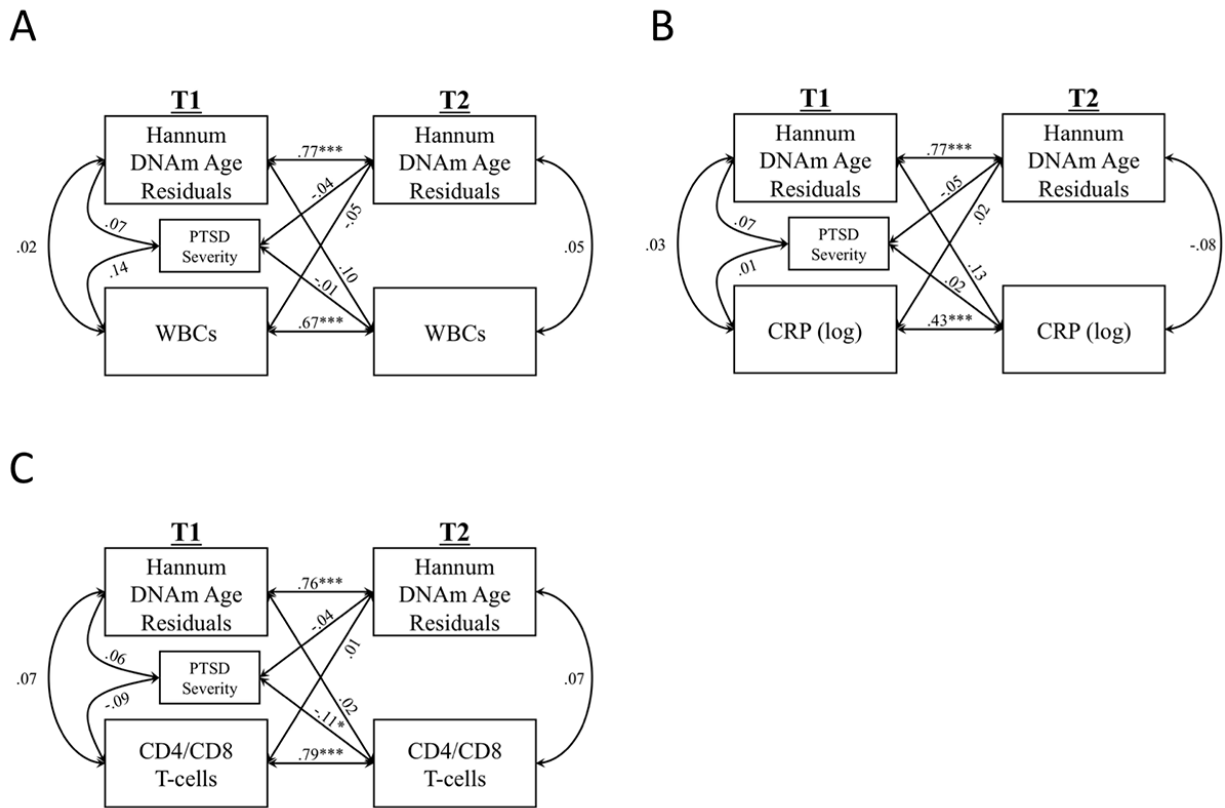 A
T1
T2
Hannum
DNAm Age
Residuals
Hannum
DNAm Age
Residuals
.77***
-.04
-.05
.07
PTSD
Severity
.02
.05
.14
.10
-.01
WBCs
.67***
WBCs
B
T1
T2
Hannum
DNAm Age
Residuals
Hannum
DNAm Age
Residuals
.77***
-.05
.02
.07
PTSD
Severity
.03
-.08
.01
.13
.02
CRP (log)
.43***
CRP (log)
C
T1
T2
Hannum
DNAm Age
Residuals
Hannum
DNAm Age
Residuals
.76***
-.04
.01
.06
PTSD
Severity
.07
.07
-.09
.02
-.11*
CD4/CD8
T-cells
.79***
CD4/CD8
T-cells